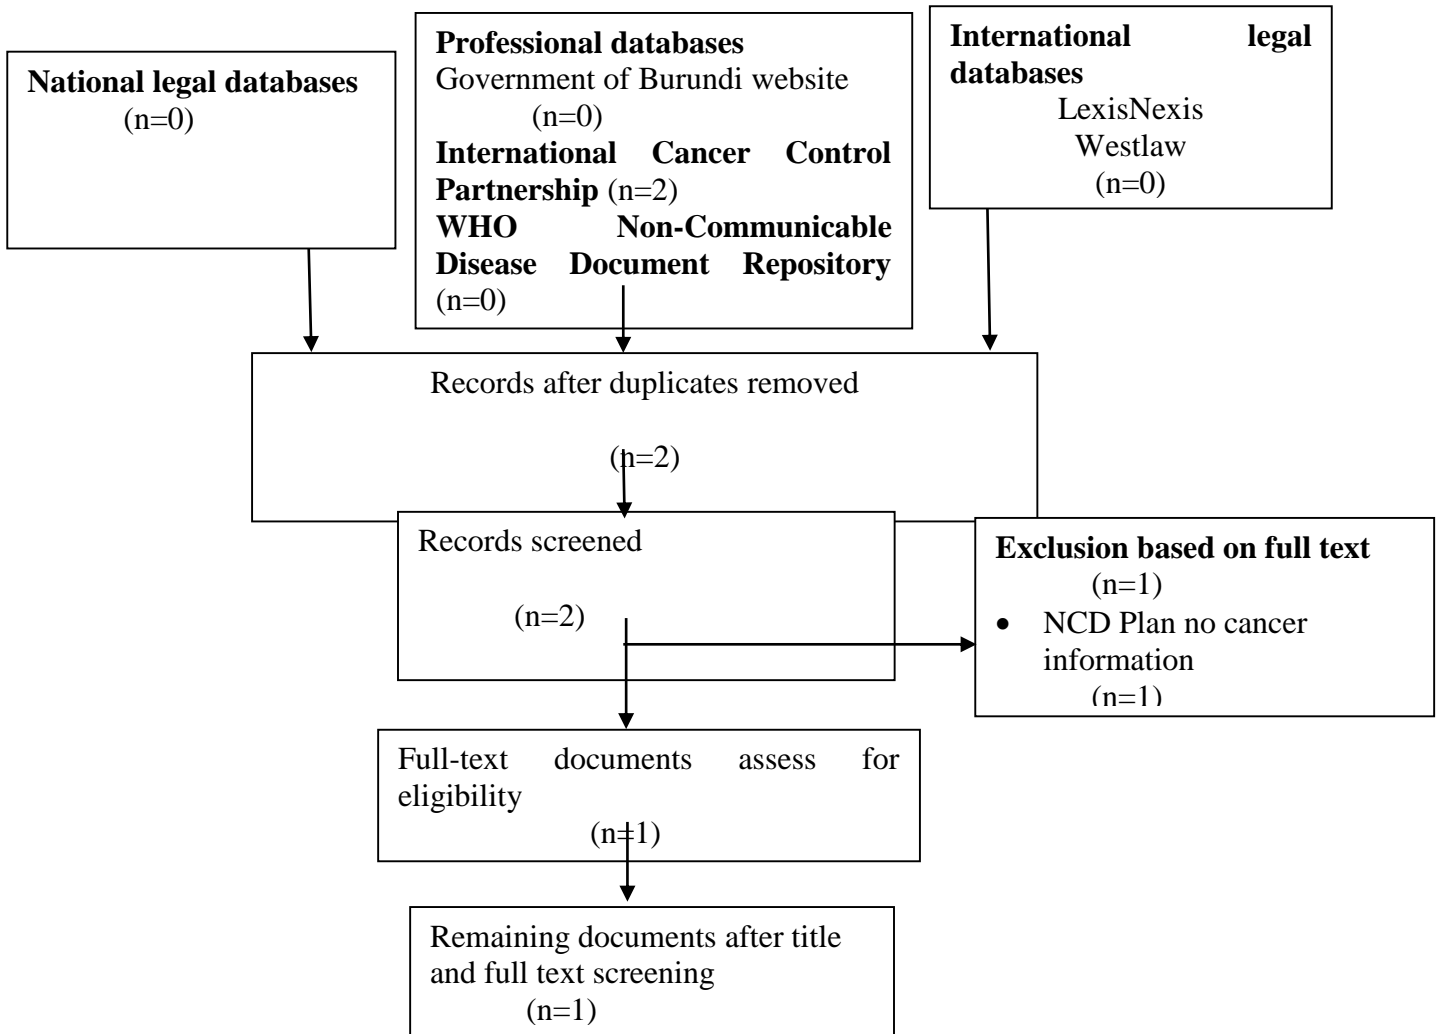 National legal databases
(n=0)
Professional databases
Government of Burundi website
(n=0)
International Cancer Control
Partnership (n=2)
WHO Non-Communicable
Disease Document Repository
(n=0)
International legal
databases
LexisNexis
Westlaw
(n=0)
Records after duplicates removed
(n=2)
Records screened
(n=2)
Exclusion based on full text
(n=1)
• NCD Plan no cancer
information
(n=1)
Full-text documents assess for
eligibility
(n=1)
Remaining documents after title
and full text screening
(n=1)